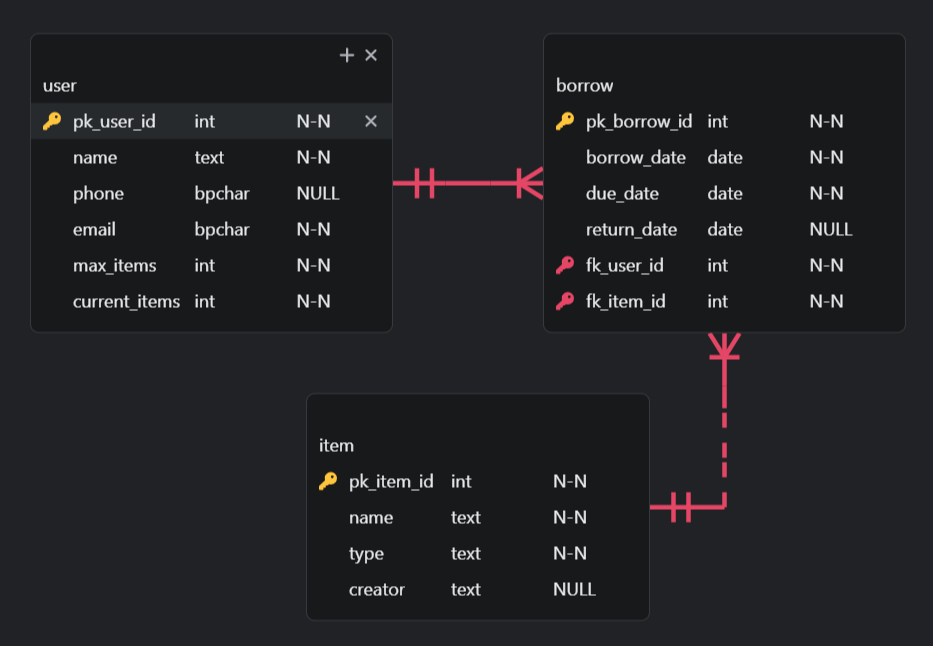 user
pk_user_id int N-N
name text N-N
phone bpchar NULL
email bpchar N-N
max_items int N-N
current_items int N-N
borrow
pk_borrow_id int N-N
borrow_date date N-N
due_date date N-N
return_date date NULL
fk_user_id int N-N
fk_item_id int N-N
item
pk_item_id int N-N
name text N-N
type text N-N
creator text NULL